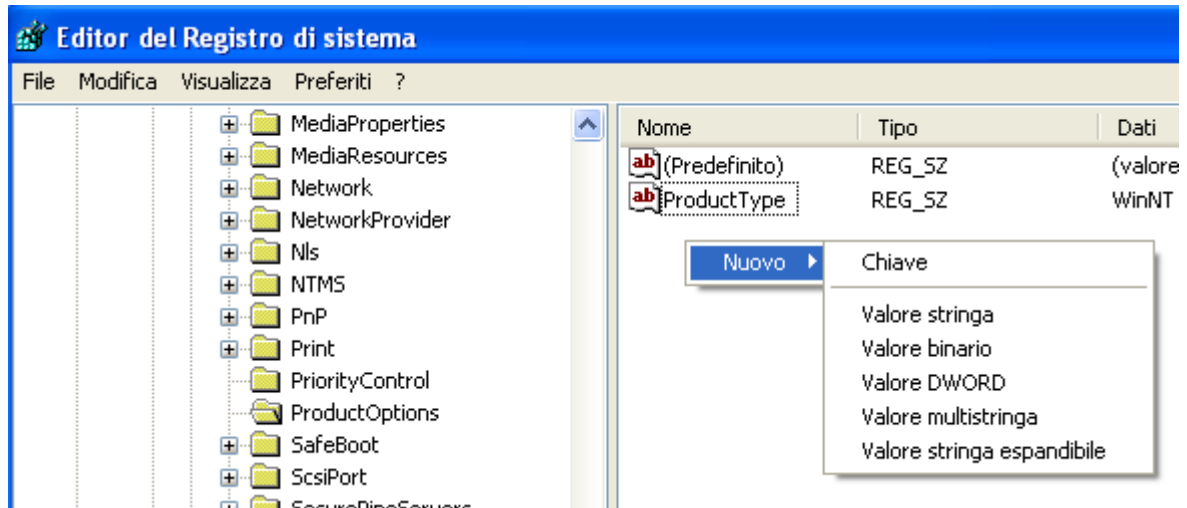 Editor del Registro di sistema
File Modifica Visualizza Preferiti ?
MediaProperties
MediaResources
Network
NetworkProvider
Nls
NTMS
PnP
Print
PriorityControl
ProductOptions
SafeBoot
ScsiPort
SecurePipeServers
Nome Tipo Dati
(Predefinito) REG_SZ (valore
ProductType REG_SZ WinNT
Nuovo
Chiave
Valore stringa
Valore binario
Valore DWORD
Valore multistringa
Valore stringa espandibile